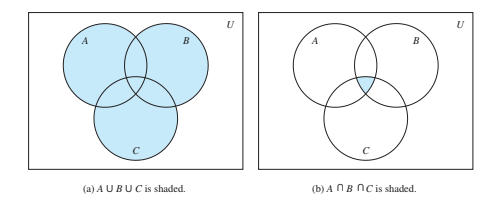 U
A
B
C
U
A
B
C
(a) A ∪ B ∪ C is shaded.
(b) A ∩ B ∩ C is shaded.